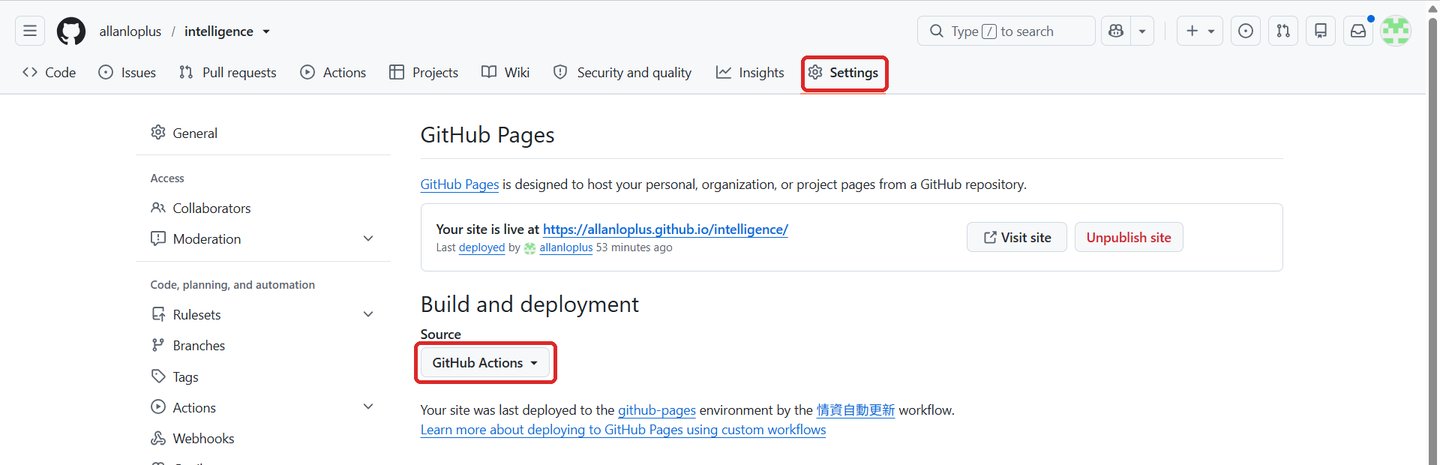 allanloplus / intelligence
Type / to search
Code Issues Pull requests Actions Projects Wiki Security and quality Insights Settings
General
Access
Collaborators
Moderation
Code, planning, and automation
Rulesets
Branches
Tags
Actions
Webhooks
GitHub Pages
GitHub Pages is designed to host your personal, organization, or project pages from a GitHub repository.
Your site is live at https://allanloplus.github.io/intelligence/
Last deployed by allanloplus 53 minutes ago
Visit site Unpublish site
Build and deployment
Source
GitHub Actions
Your site was last deployed to the github-pages environment by the 情資自動更新 workflow.
Learn more about deploying to GitHub Pages using custom workflows